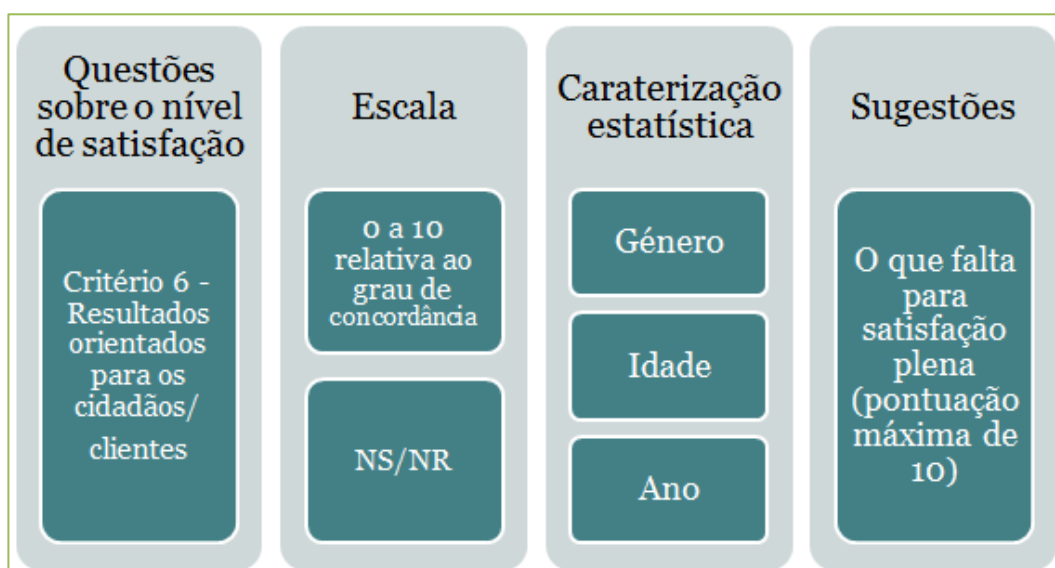 Questões
sobre o nível
de satisfação
Critério 6 -
Resultados
orientados
para os
cidadãos/
clientes
Escala
0 a 10
relativa ao
grau de
concordância
NS/NR
Caraterização
estatística
Género
Idade
Ano
Sugestões
O que falta
para
satisfação
plena
(pontuação
máxima de
10)